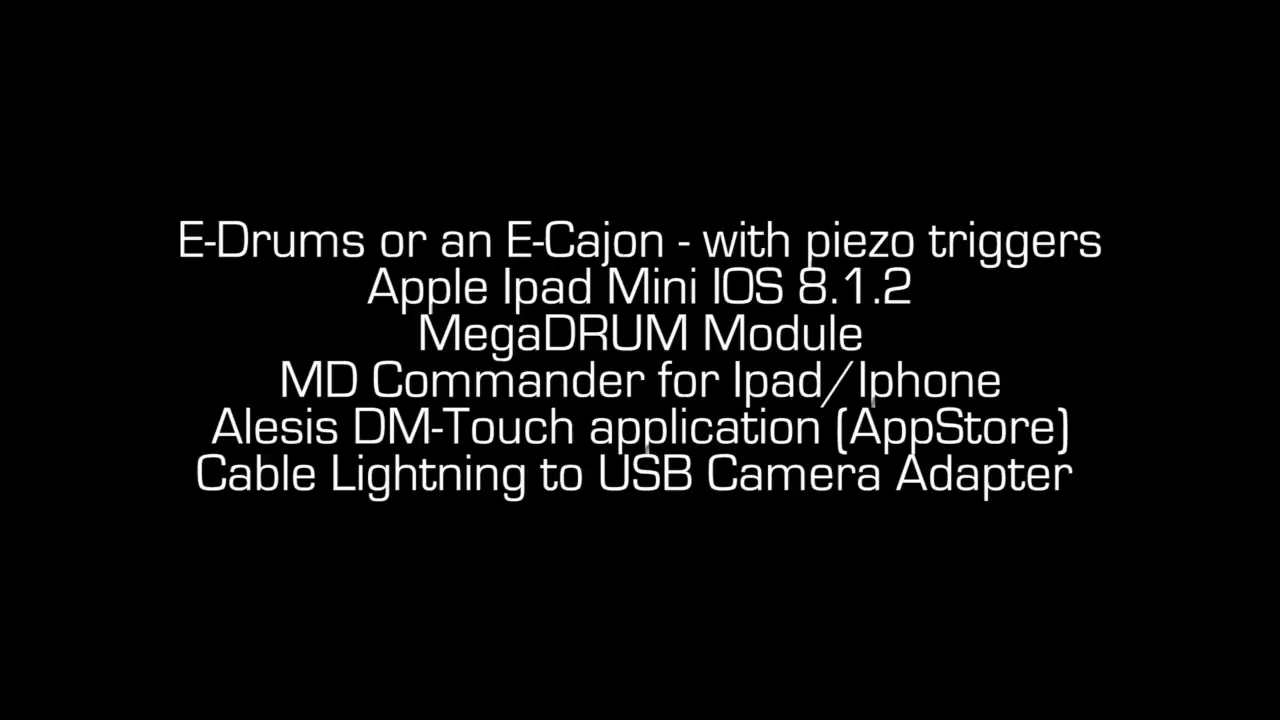 E-Drums or an E-Cajon - with piezo triggers
Apple Ipad Mini IOS 8.1.2
MegaDRUM Module
MD Commander for Ipad/Iphone
Alesis DM-Touch application (AppStore)
Cable Lightning to USB Camera Adapter